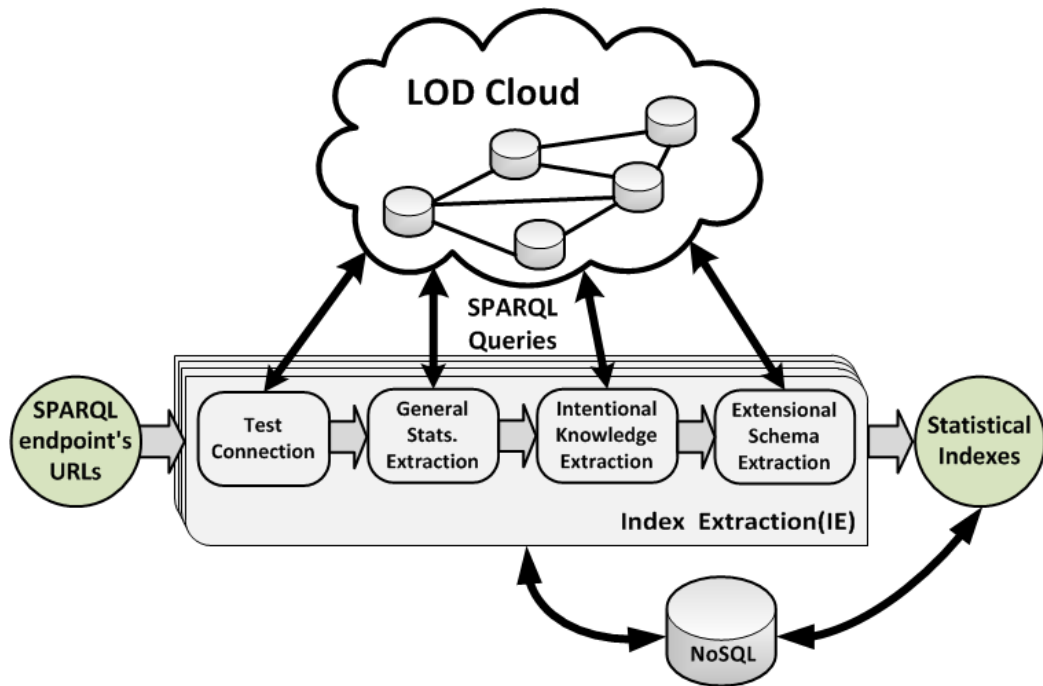 LOD Cloud
SPARQL
Queries
SPARQL
endpoint's
URLs
Test
Connection
General
Stats.
Extraction
Intentional
Knowledge
Extraction
Extensional
Schema
Extraction
Statistical
Indexes
Index Extraction(IE)
NoSQL